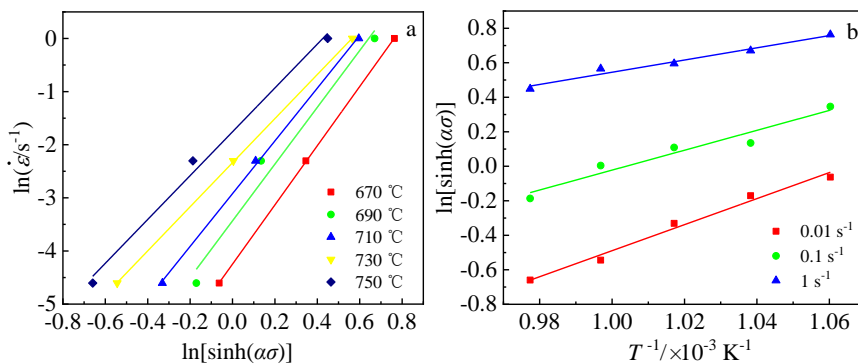 a
0
-1
-2
-3
-4
-5
ln(ε̇/s⁻¹)
670 ℃
690 ℃
710 ℃
730 ℃
750 ℃
-0.8 -0.6 -0.4 -0.2 0.0 0.2 0.4 0.6 0.8
ln[sinh(ασ)]
b
0.8
0.6
0.4
0.2
0.0
-0.2
-0.4
-0.6
-0.8
ln[sinh(ασ)]
0.01 s⁻¹
0.1 s⁻¹
1 s⁻¹
0.98 1.00 1.02 1.04 1.06
T⁻¹/×10⁻³ K⁻¹